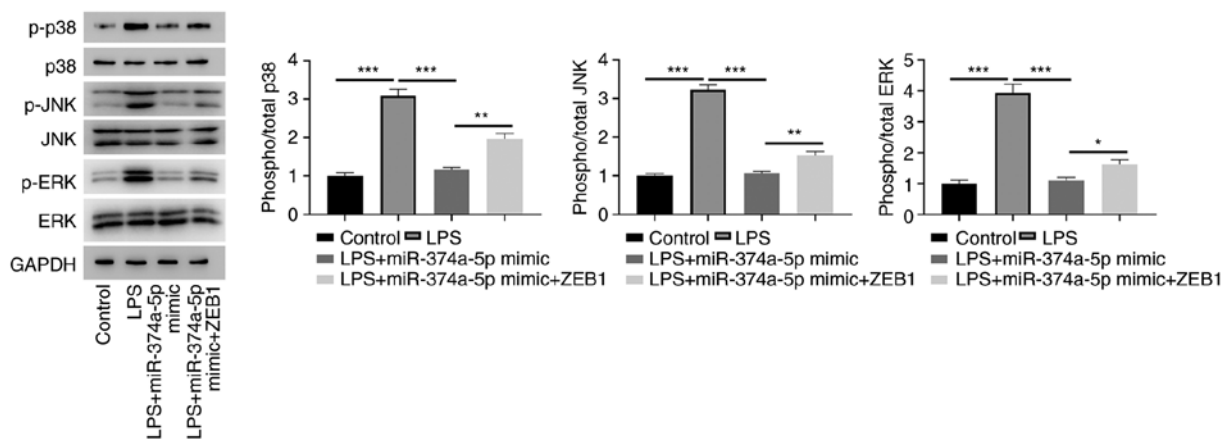 p-p38
p38
p-JNK
JNK
p-ERK
ERK
GAPDH
Control
LPS
LPS+miR-374a-5p
mimic
LPS+miR-374a-5p
mimic+ZEB1
Phospho/total p38
4
3
2
1
0
*** ***
**
Control LPS
LPS+miR-374a-5p mimic
LPS+miR-374a-5p mimic+ZEB1
Phospho/total JNK
4
3
2
1
0
*** ***
**
Control LPS
LPS+miR-374a-5p mimic
LPS+miR-374a-5p mimic+ZEB1
Phospho/total ERK
5
4
3
2
1
0
*** ***
*
Control LPS
LPS+miR-374a-5p mimic
LPS+miR-374a-5p mimic+ZEB1